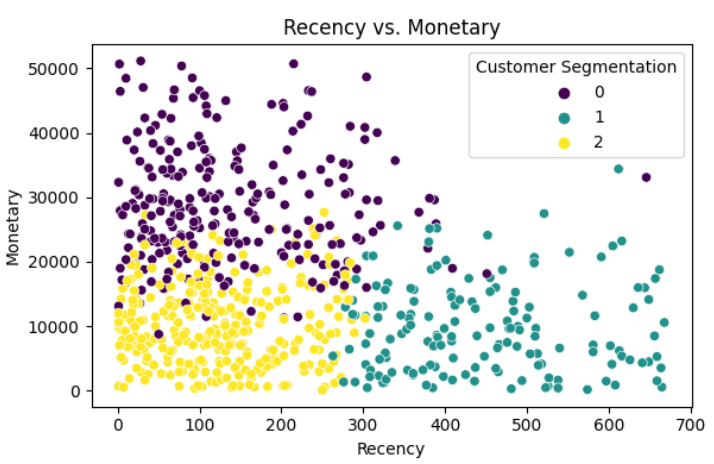 Recency vs. Monetary
Customer Segmentation
0
1
2
50000
40000
30000
20000
10000
0
Monetary
0 100 200 300 400 500 600 700
Recency